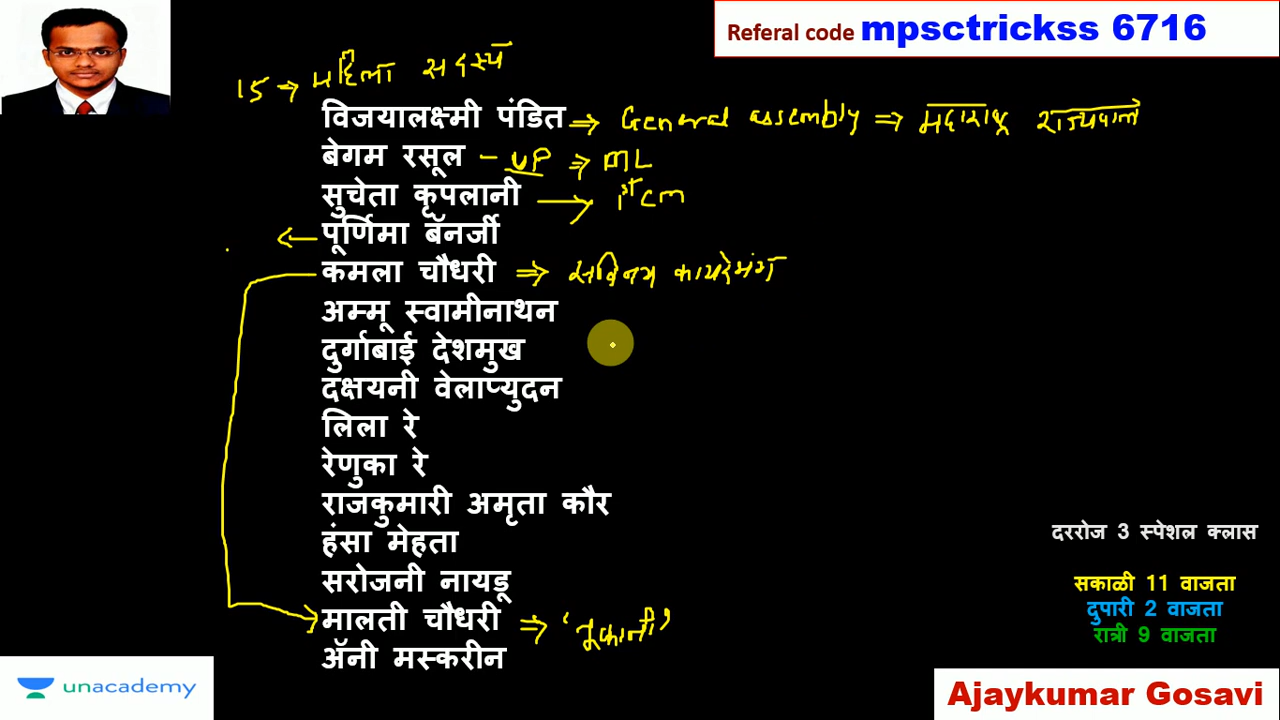 Referal code mpsctrickss 6716
15 → महिला सदस्य
विजयालक्ष्मी पंडित ⇒ General assembly ⇒ महाराष्ट्र राज्यपाल
बेगम रसूल - UP ⇒ ML
सुचेता कृपलानी → 1st CM
पूर्णिमा बॅनर्जी
कमला चौधरी ⇒ सविनय कायदेभंग
अम्मू स्वामीनाथन
दुर्गाबाई देशमुख
दक्षयनी वेलाप्युदन
लिला रे
रेणुका रे
राजकुमारी अमृता कौर
हंसा मेहता
सरोजनी नायडू
मालती चौधरी ⇒ 'तुफानी'
ॲनी मस्करीन
दररोज 3 स्पेशल क्लास
सकाळी 11 वाजता
दुपारी 2 वाजता
रात्री 9 वाजता
unacademy
Ajaykumar Gosavi